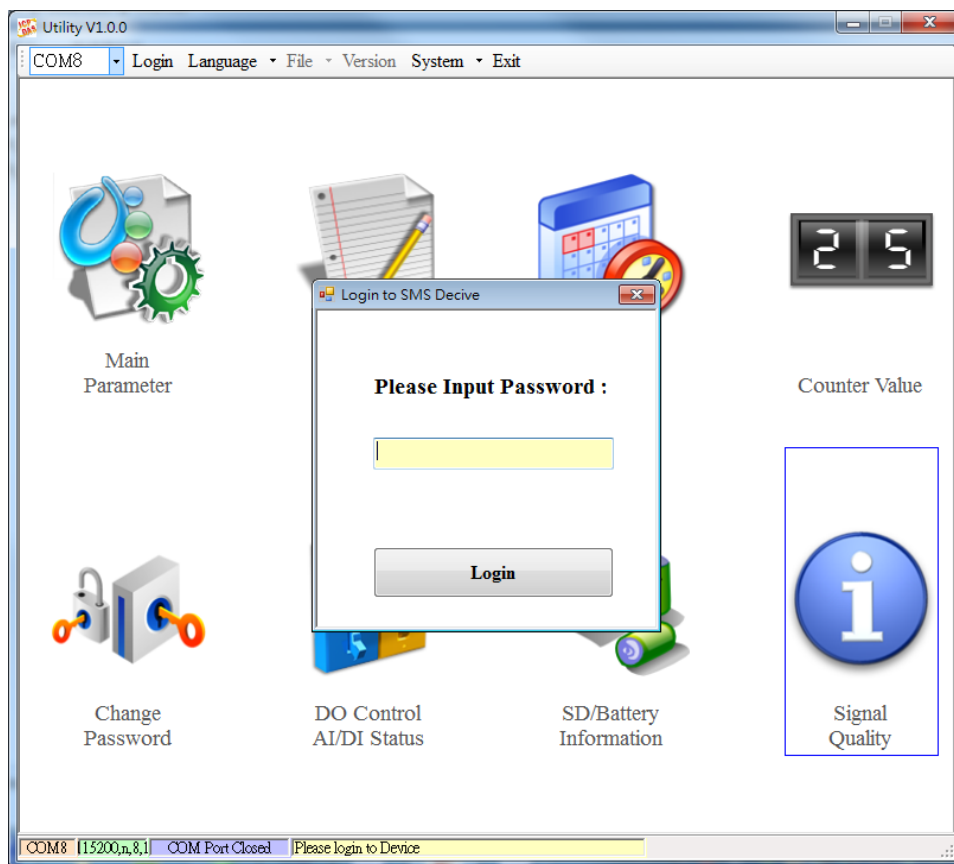 Utility V1.0.0
COM8 Login Language File Version System Exit
25
Login to SMS Decive
Please Input Password :
Login
Main
Parameter
Counter Value
Change
Password
DO Control
AI/DI Status
SD/Battery
Information
Signal
Quality
COM8 115200,n,8,1 COM Port Closed Please login to Device